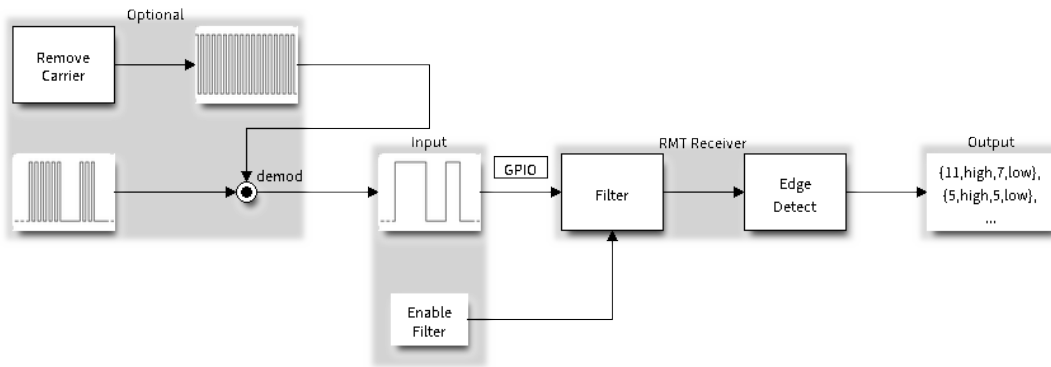 Optional
Remove
Carrier
demod
Input
GPIO
Enable
Filter
RMT Receiver
Filter
Edge
Detect
Output
{11,high,7,low},
{5,high,5,low},
...